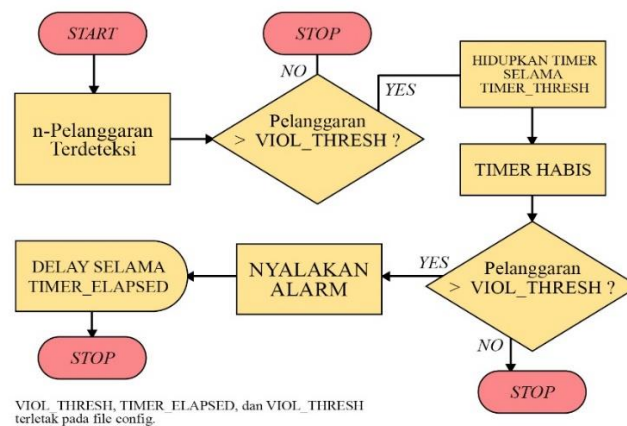 START
STOP
NO
YES
HIDUPKAN TIMER
SELAMA
TIMER_THRESH
n-Pelanggaran
Terdeteksi
Pelanggaran
> VIOL_THRESH ?
TIMER HABIS
DELAY SELAMA
TIMER_ELAPSED
NYALAKAN
ALARM
YES
Pelanggaran
> VIOL_THRESH ?
NO
STOP
STOP
VIOL_THRESH, TIMER_ELAPSED, dan VIOL_THRESH
terletak pada file config.